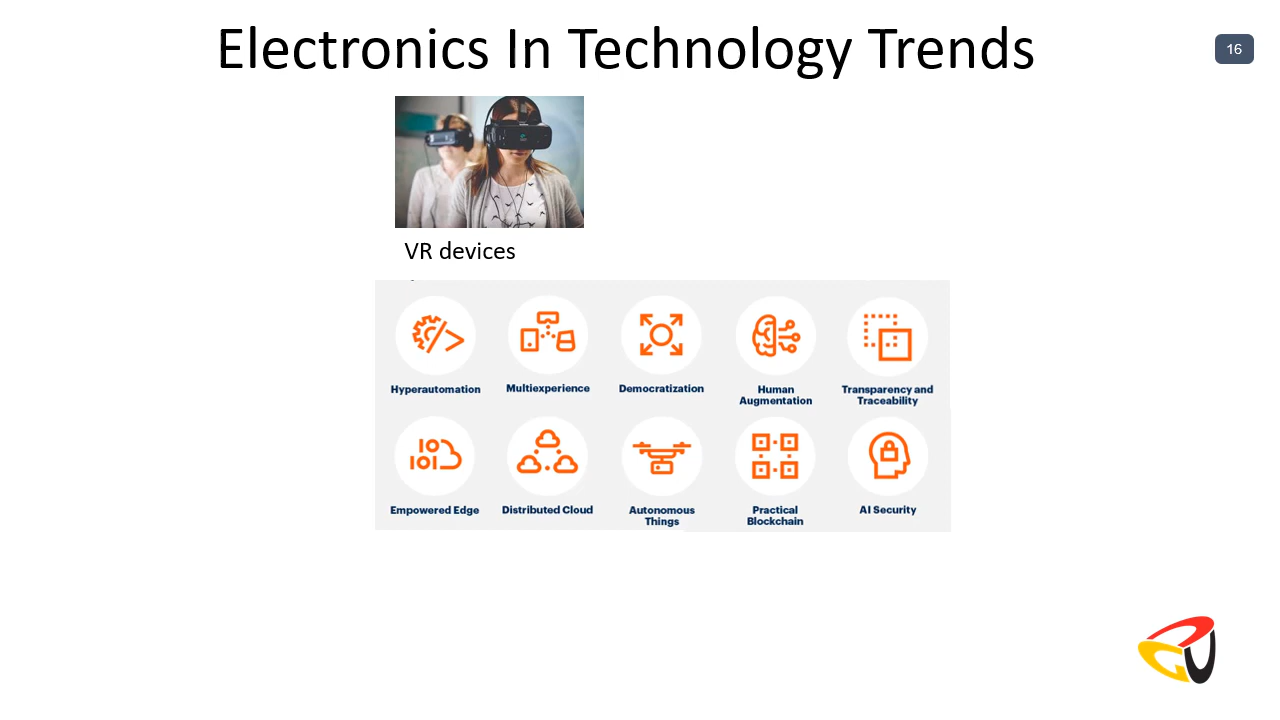 Electronics In Technology Trends
16
VR devices
Hyperautomation
Multiexperience
Democratization
Human
Augmentation
Transparency and
Traceability
Empowered Edge
Distributed Cloud
Autonomous
Things
Practical
Blockchain
AI Security